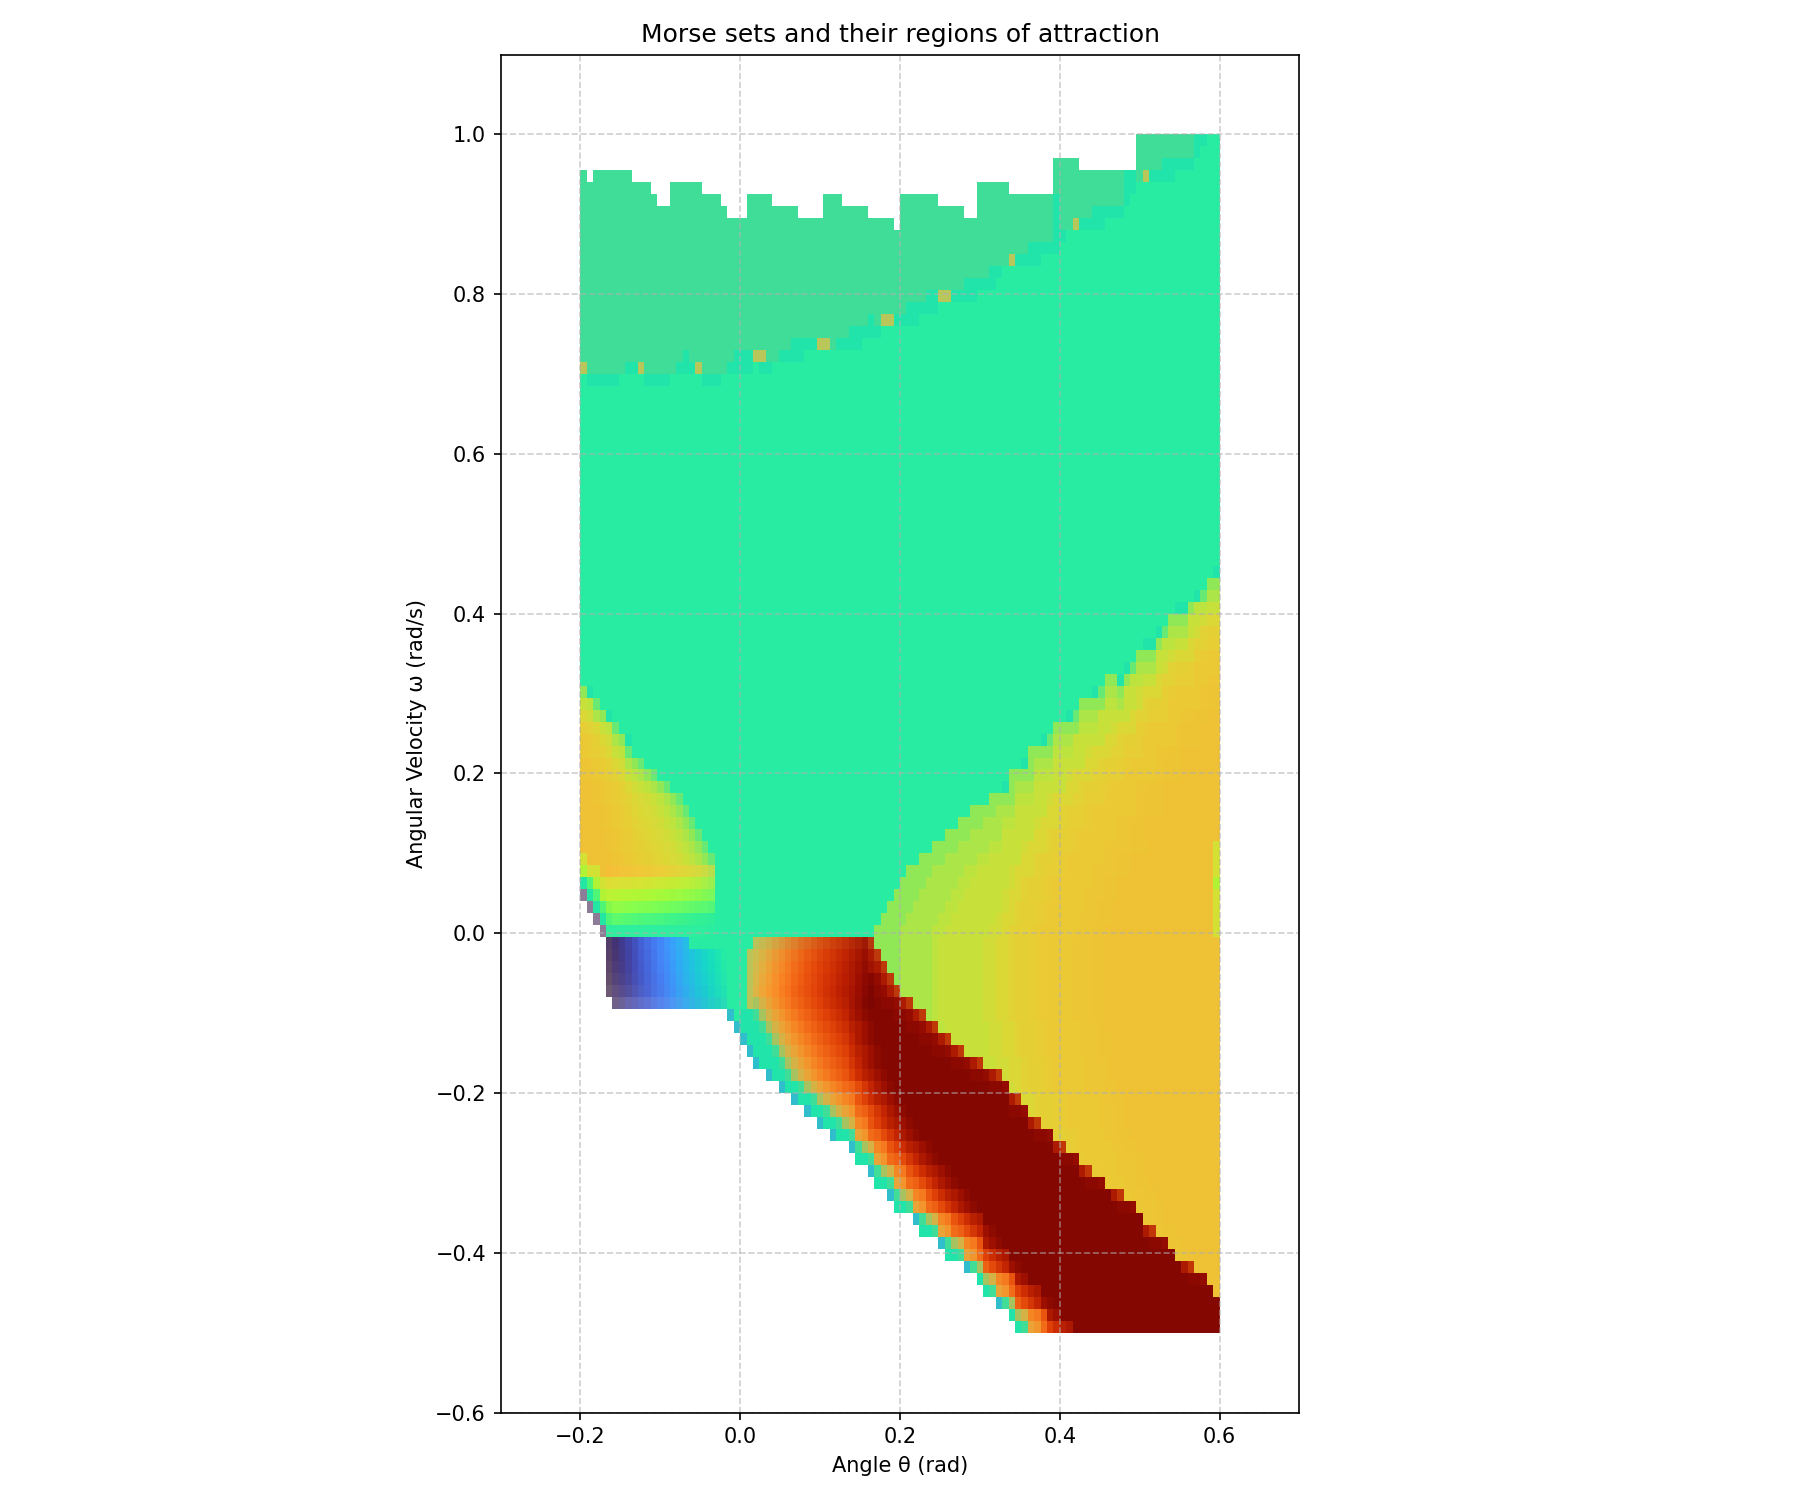 Morse sets and their regions of attraction
1.0
0.8
0.6
0.4
0.2
0.0
−0.2
−0.4
−0.6
Angular Velocity ω (rad/s)
−0.2 0.0 0.2 0.4 0.6
Angle θ (rad)